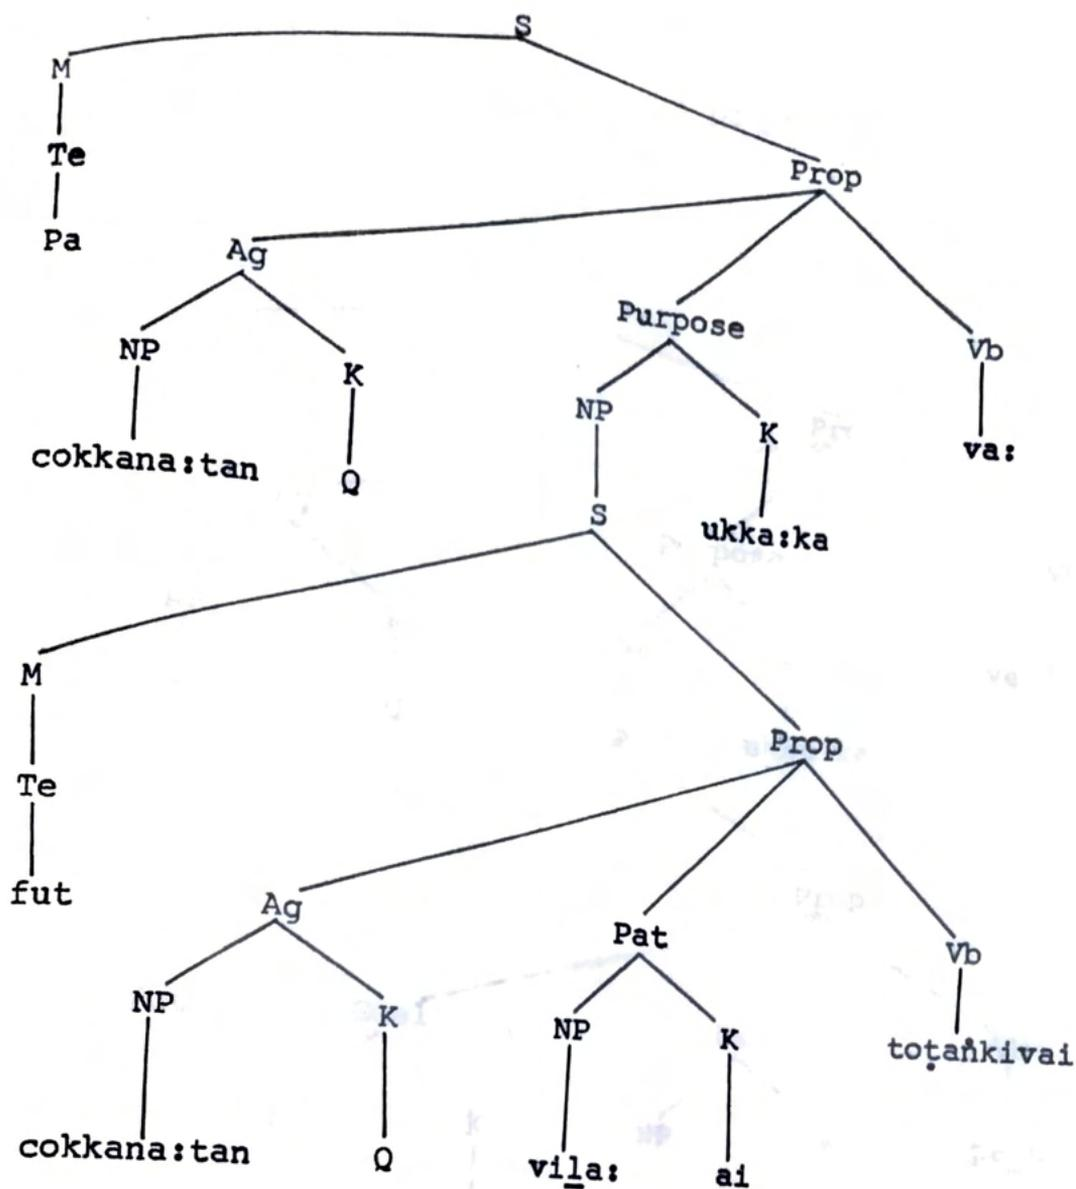 S
M
Te
Prop
Pa
Ag
Purpose
NP
Vb
K
NP
K
va:
cokkana:tan
Q
S
ukka:ka
M
Prop
Te
fut
Ag
Pat
Vb
NP
K
NP
K
toṭaṅkivai
cokkana:tan
Q
viḻa:
ai